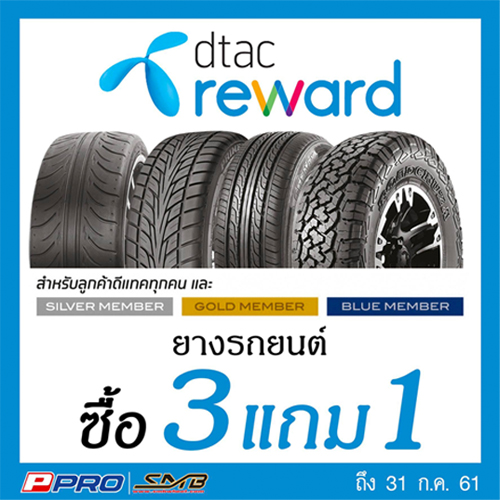 dtac
reward
สำหรับลูกค้าดีแทคทุกคน และ
SILVER MEMBER GOLD MEMBER BLUE MEMBER
ยางรถยนต์
ซื้อ 3 แถม 1
PPRO SMB ถึง 31 ก.ค. 61